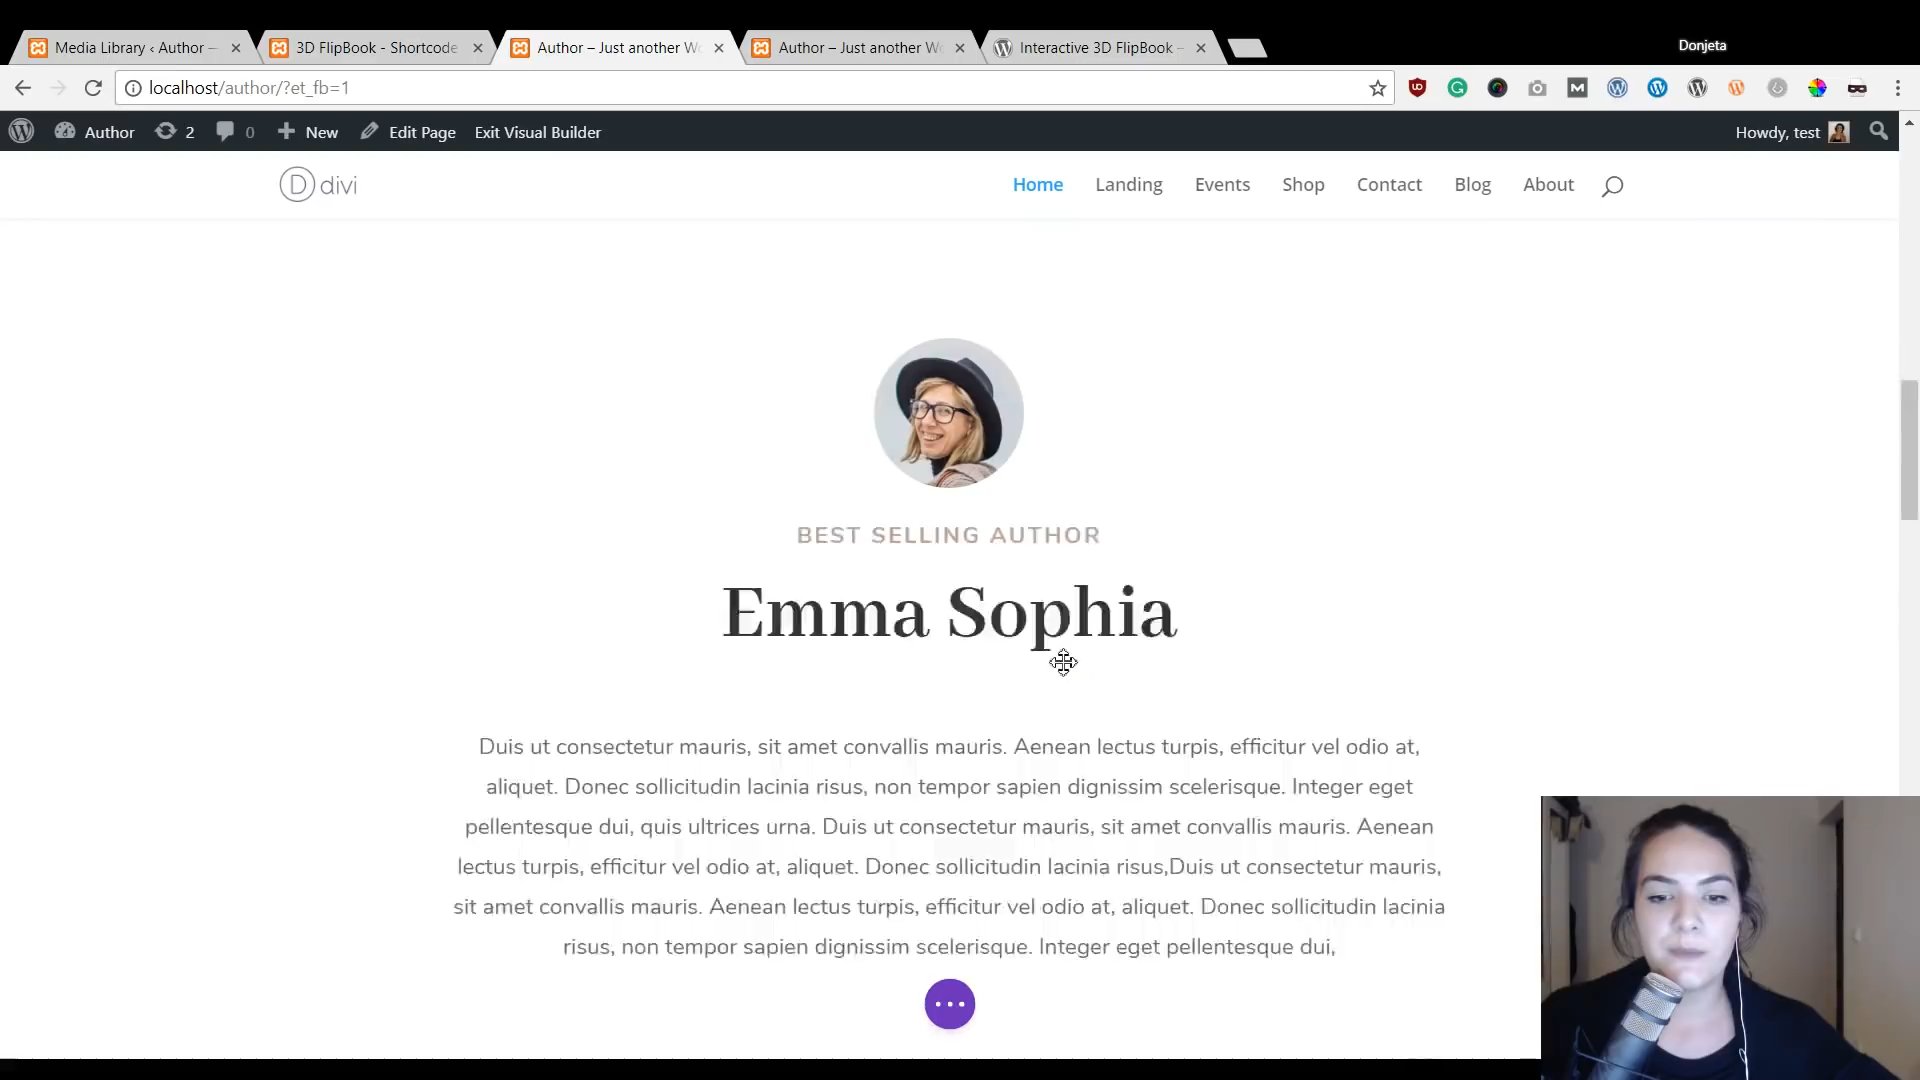 Donjeta
Media Library ‹ Author —
3D FlipBook - Shortcode
Author – Just another Wo
Author – Just another Wo
Interactive 3D FlipBook –
localhost/author/?et_fb=1
Author
2
0
New
Edit Page
Exit Visual Builder
Howdy, test
D divi
Home
Landing
Events
Shop
Contact
Blog
About
BEST SELLING AUTHOR
Emma Sophia
Duis ut consectetur mauris, sit amet convallis mauris. Aenean lectus turpis, efficitur vel odio at,
aliquet. Donec sollicitudin lacinia risus, non tempor sapien dignissim scelerisque. Integer eget
pellentesque dui, quis ultrices urna. Duis ut consectetur mauris, sit amet convallis mauris. Aenean
lectus turpis, efficitur vel odio at, aliquet. Donec sollicitudin lacinia risus,Duis ut consectetur mauris,
sit amet convallis mauris. Aenean lectus turpis, efficitur vel odio at, aliquet. Donec sollicitudin lacinia
risus, non tempor sapien dignissim scelerisque. Integer eget pellentesque dui,